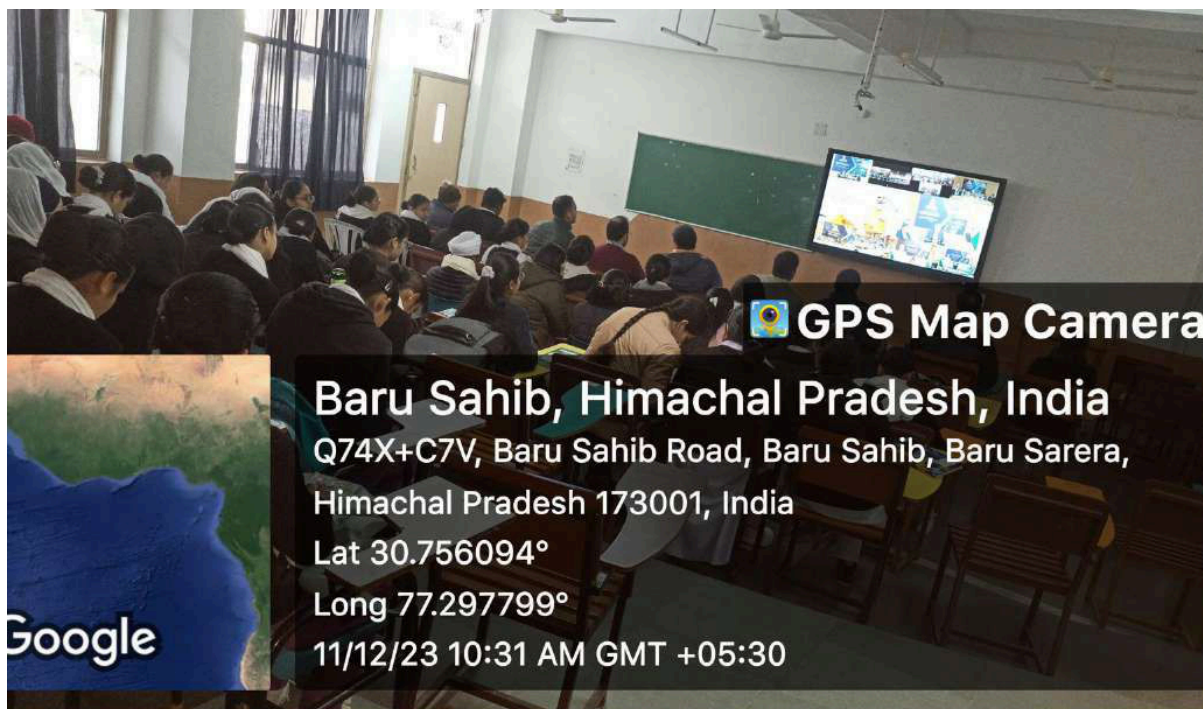 GPS Map Camera
Baru Sahib, Himachal Pradesh, India
Q74X+C7V, Baru Sahib Road, Baru Sahib, Baru Sarera,
Himachal Pradesh 173001, India
Lat 30.756094°
Long 77.297799°
11/12/23 10:31 AM GMT +05:30
Google